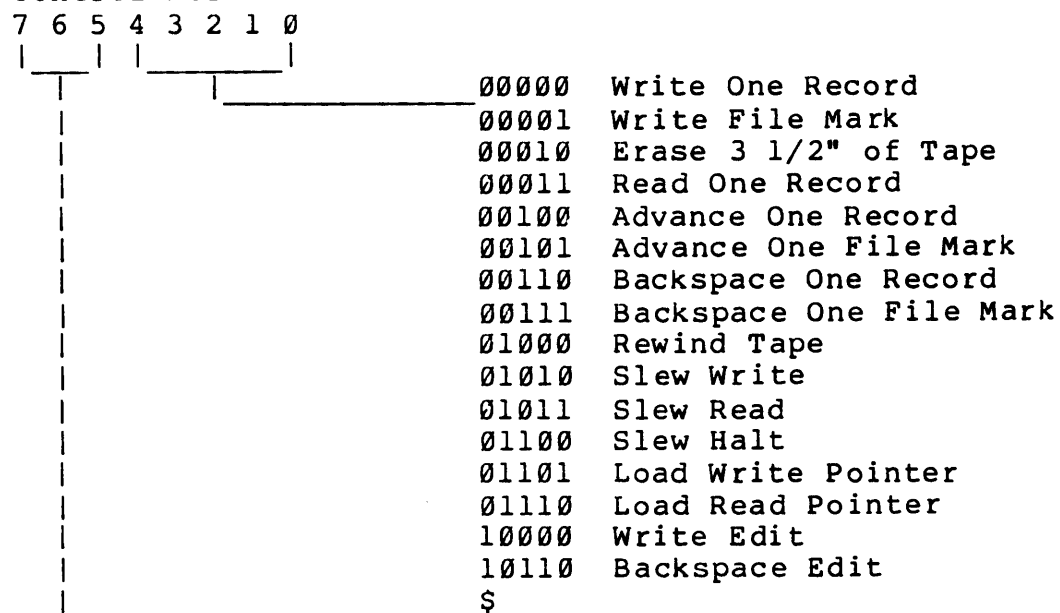 7 6 5 4 3 2 1 0
00000 Write One Record
00001 Write File Mark
00010 Erase 3 1/2" of Tape
00011 Read One Record
00100 Advance One Record
00101 Advance One File Mark
00110 Backspace One Record
00111 Backspace One File Mark
01000 Rewind Tape
01010 Slew Write
01011 Slew Read
01100 Slew Halt
01101 Load Write Pointer
01110 Load Read Pointer
10000 Write Edit
10110 Backspace Edit
$